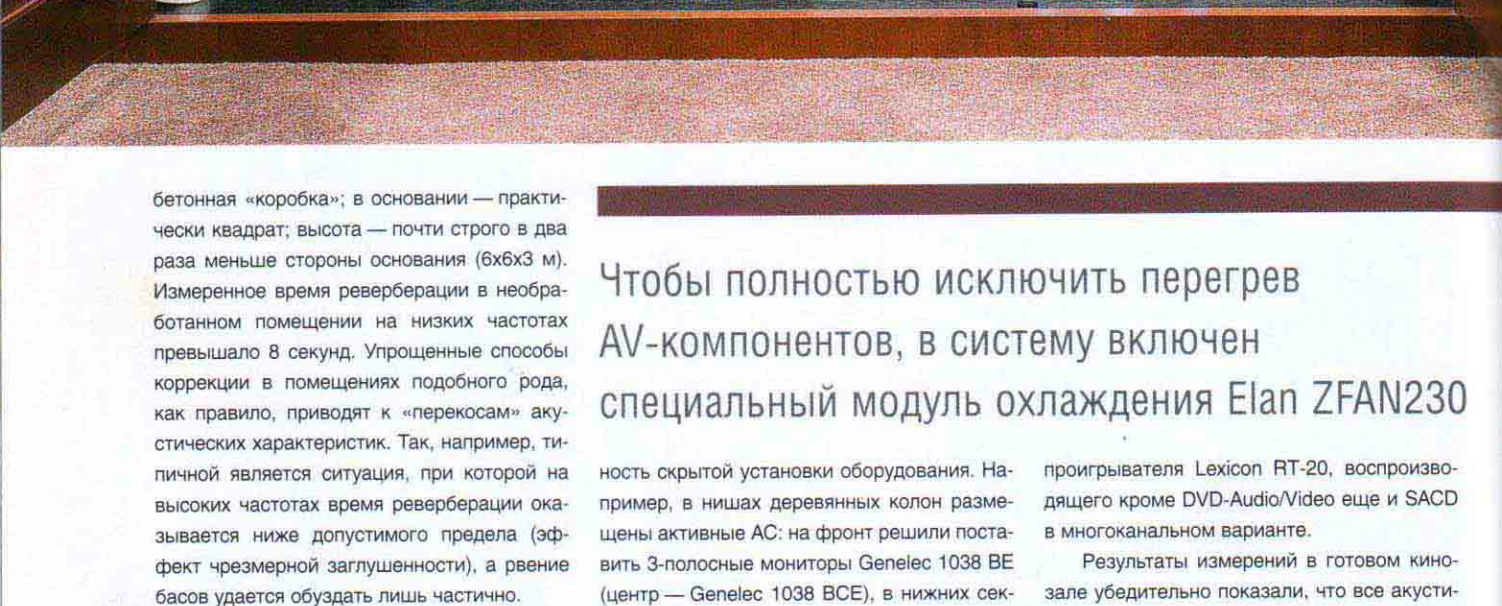 бетонная «коробка»; в основании — практи-
чески квадрат; высота — почти строго в два
раза меньше стороны основания (6х6х3 м).
Измеренное время реверберации в необра-
ботанном помещении на низких частотах
превышало 8 секунд. Упрощенные способы
коррекции в помещениях подобного рода,
как правило, приводят к «перекосам» аку-
стических характеристик. Так, например, ти-
пичной является ситуация, при которой на
высоких частотах время реверберации ока-
зывается ниже допустимого предела (эф-
фект чрезмерной заглушенности), а рвение
басов удается обуздать лишь частично.
Чтобы полностью исключить перегрев
AV-компонентов, в систему включен
специальный модуль охлаждения Elan ZFAN230
ность скрытой установки оборудования. На-
пример, в нишах деревянных колон разме-
щены активные АС: на фронт решили поста-
вить 3-полосные мониторы Genelec 1038 BE
(центр — Genelec 1038 BCE), в нижних сек-
проигрывателя Lexicon RT-20, воспроизво-
дящего кроме DVD-Audio/Video еще и SACD
в многоканальном варианте.
Результаты измерений в готовом кино-
зале убедительно показали, что все акусти-